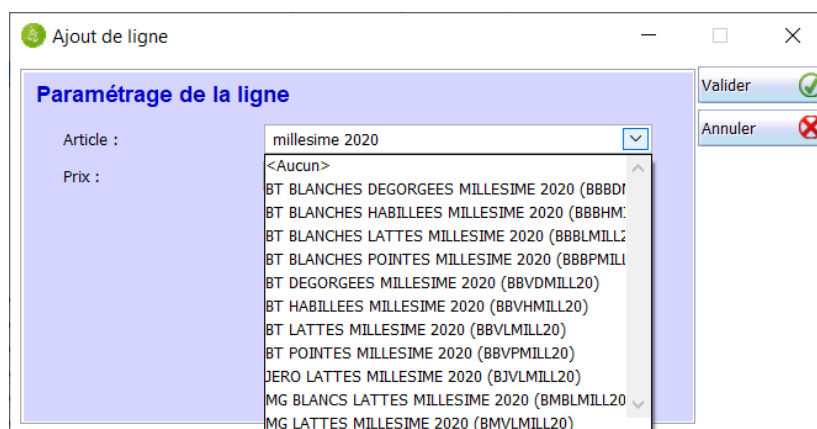 Ajout de ligne
Paramétrage de la ligne
Valider
Annuler
Article :
millesime 2020
Prix :
<Aucun>
BT BLANCHES DEGORGEES MILLESIME 2020
BT BLANCHES HABILLEES MILLESIME 2020
BT BLANCHES LATTES MILLESIME 2020
BT BLANCHES POINTES MILLESIME 2020
BT DEGORGEES MILLESIME 2020 (BBVDMILL20)
BT HABILLEES MILLESIME 2020 (BBVHMILL20)
BT LATTES MILLESIME 2020 (BBVLMILL20)
BT POINTES MILLESIME 2020 (BBVPMILL20)
JERO LATTES MILLESIME 2020 (BJVLMILL20)
MG BLANCS LATTES MILLESIME 2020 (BMBLMILL20
MG LATTES MILLESIME 2020 (BMVLMILL20)